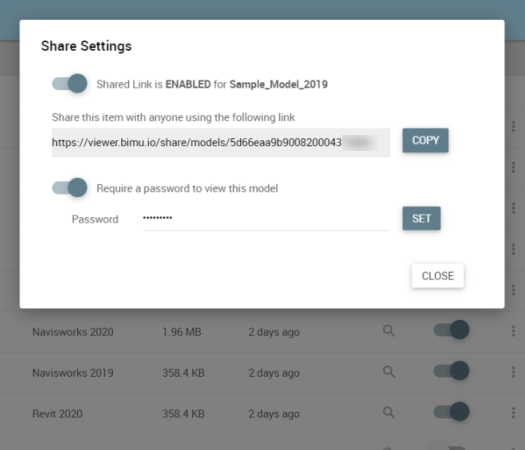 Share Settings
Shared Link is ENABLED for Sample_Model_2019
Share this item with anyone using the following link
https://viewer.bimu.io/share/models/5d66eaa9b9008200043
COPY
Require a password to view this model
Password •••••••••
SET
CLOSE
Navisworks 2020 1.96 MB 2 days ago
Navisworks 2019 358.4 KB 2 days ago
Revit 2020 358.4 KB 2 days ago